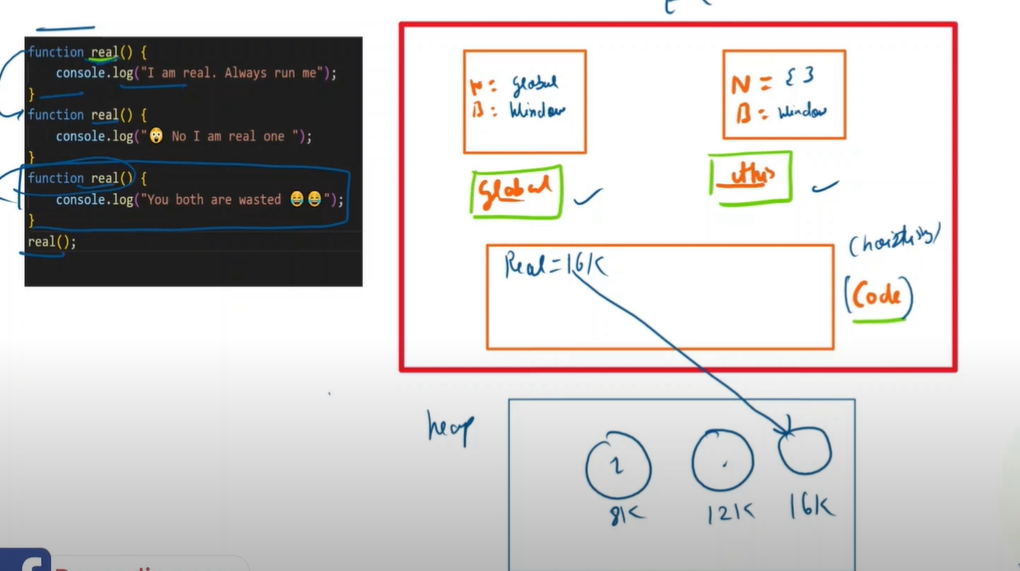 function real() {
console.log("I am real. Always run me");
}
function real() {
console.log("😲 No I am real one ");
}
function real() {
console.log("You both are wasted 😂😂");
}
real();
N: Global
B: Window
Global
N = { }
B: Window
this
Real = 16K
(Code)
heap
8K
12K
16K